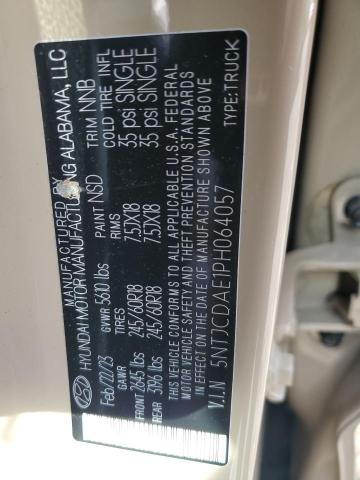 MANUFACTURED BY
HYUNDAI MOTOR MANUFACTURING ALABAMA, LLC
Feb/22/23 GVWR 5610 lbs PAINT NSD TRIM NNB
GAWR TIRES RIMS COLD TIRE INFL
FRONT 2645 lbs 245/60R18 7.5JX18 35 psi SINGLE
REAR 3196 lbs 245/60R18 7.5JX18 35 psi SINGLE
THIS VEHICLE CONFORMS TO ALL APPLICABLE U.S.A. FEDERAL
MOTOR VEHICLE SAFETY AND THEFT PREVENTION STANDARDS
IN EFFECT ON THE DATE OF MANUFACTURE SHOWN ABOVE
V.I.N 5NTJCDAE1PH064057 TYPE:TRUCK